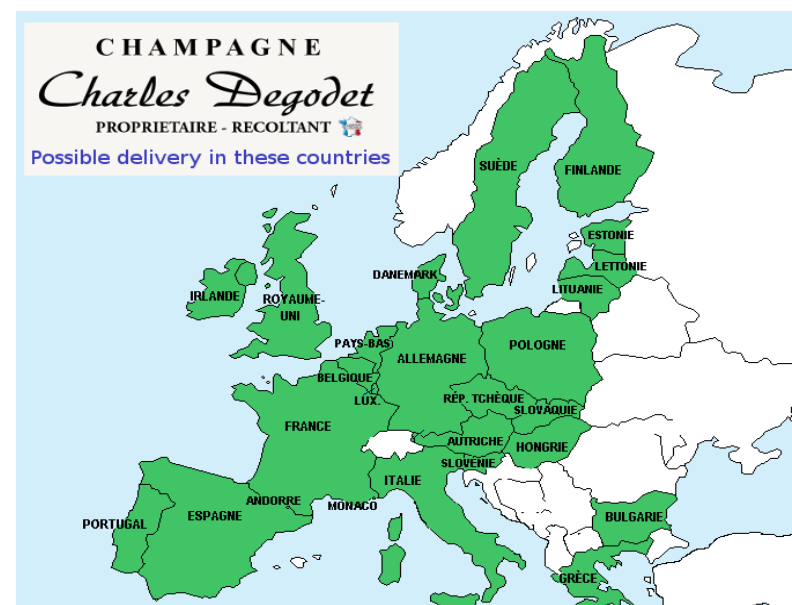 CHAMPAGNE
Charles Degodet
PROPRIETAIRE - RECOLTANT
Possible delivery in these countries
SUÈDE
FINLANDE
ESTONIE
LETTONIE
DANEMARK
LITUANIE
IRLANDE
ROYAUME-
UNI
PAYS-BAS
POLOGNE
ALLEMAGNE
BELGIQUE
LUX.
RÉP. TCHÈQUE
SLOVAQUIE
FRANCE
AUTRICHE
HONGRIE
SLOVÉNIE
ITALIE
ANDORRE
MONACO
PORTUGAL
ESPAGNE
BULGARIE
GRÈCE